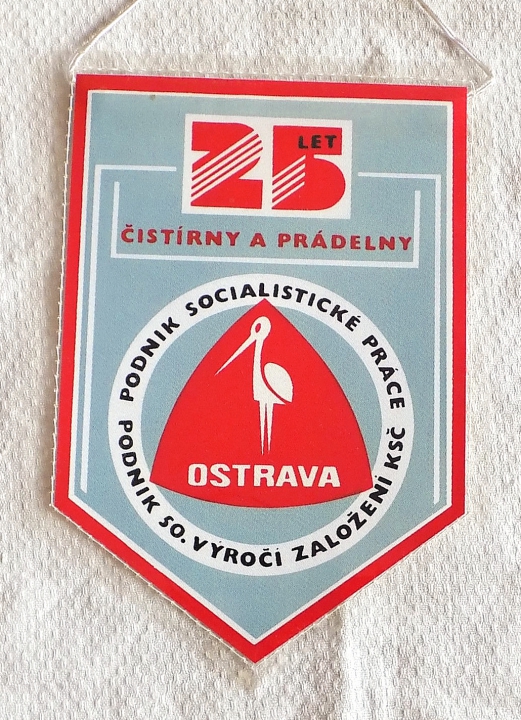 25 LET
ČISTÍRNY A PRÁDELNY
PODNIK SOCIALISTICKÉ PRÁCE
OSTRAVA
PODNIK 50. VÝROČÍ ZALOŽENÍ KSČ